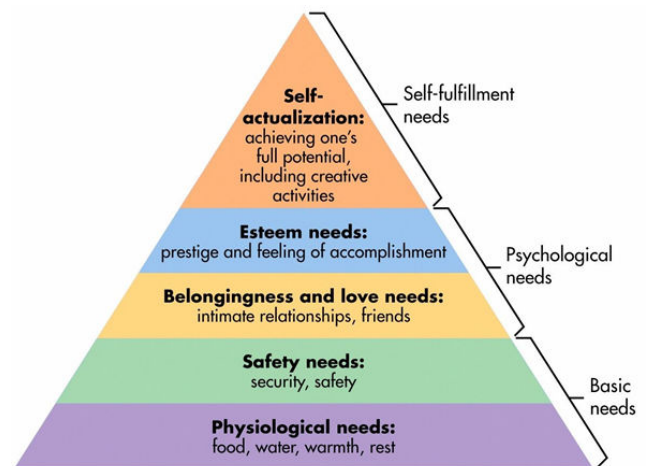 Self-
actualization:
achieving one's
full potential,
including creative
activities
Self-fulfillment
needs
Esteem needs:
prestige and feeling of accomplishment
Psychological
needs
Belongingness and love needs:
intimate relationships, friends
Safety needs:
security, safety
Basic
needs
Physiological needs:
food, water, warmth, rest